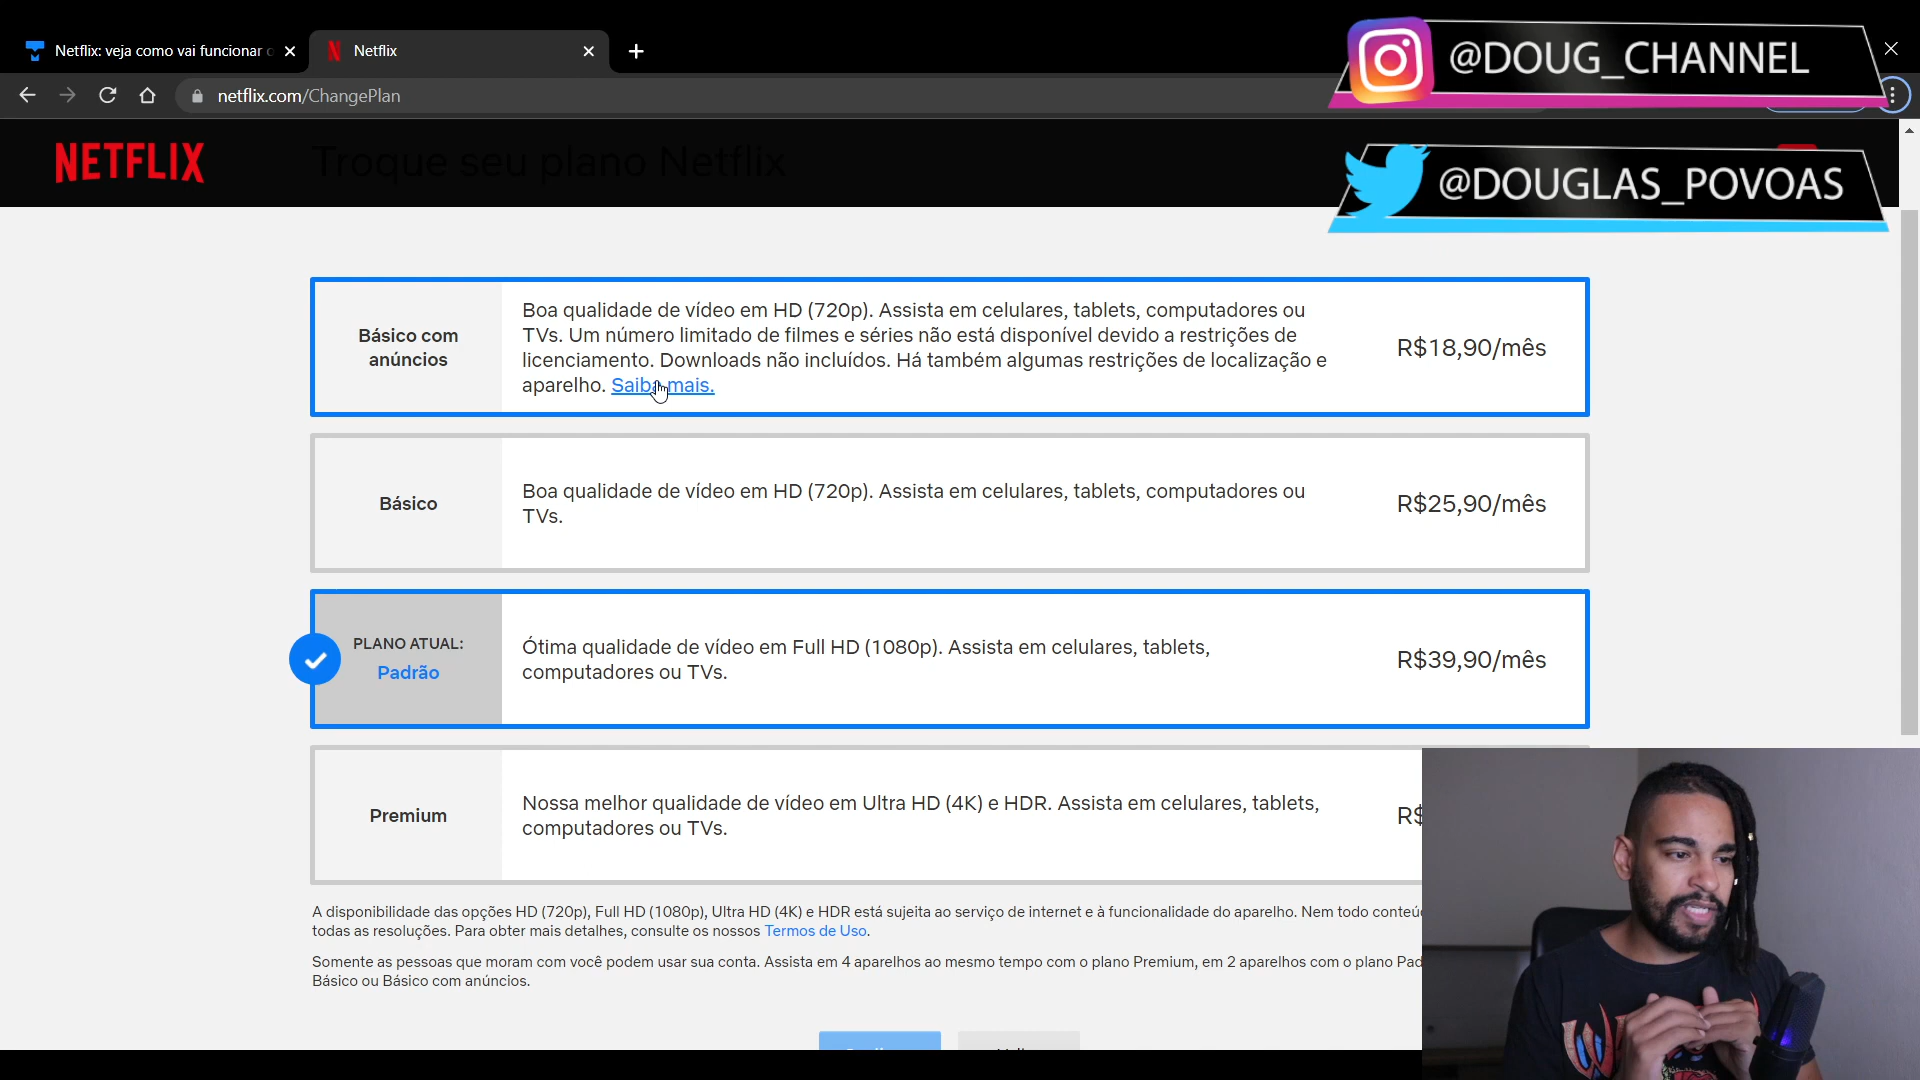 Netflix: veja como vai funcionar
Netflix
@DOUG_CHANNEL
netflix.com/ChangePlan
NETFLIX
Troque seu plano Netflix
@DOUGLAS_POVOAS
Básico com
anúncios
Boa qualidade de vídeo em HD (720p). Assista em celulares, tablets, computadores ou
TVs. Um número limitado de filmes e séries não está disponível devido a restrições de
licenciamento. Downloads não incluídos. Há também algumas restrições de localização e
aparelho. Saiba mais.
R$18,90/mês
Básico
Boa qualidade de vídeo em HD (720p). Assista em celulares, tablets, computadores ou
TVs.
R$25,90/mês
PLANO ATUAL:
Padrão
Ótima qualidade de vídeo em Full HD (1080p). Assista em celulares, tablets,
computadores ou TVs.
R$39,90/mês
Premium
Nossa melhor qualidade de vídeo em Ultra HD (4K) e HDR. Assista em celulares, tablets,
computadores ou TVs.
R$
A disponibilidade das opções HD (720p), Full HD (1080p), Ultra HD (4K) e HDR está sujeita ao serviço de internet e à funcionalidade do aparelho. Nem todo
todas as resoluções. Para obter mais detalhes, consulte os nossos Termos de Uso.
Somente as pessoas que moram com você podem usar sua conta. Assista em 4 aparelhos ao mesmo tempo com o plano Premium, em 2 aparelhos com o plano
Básico ou Básico com anúncios.